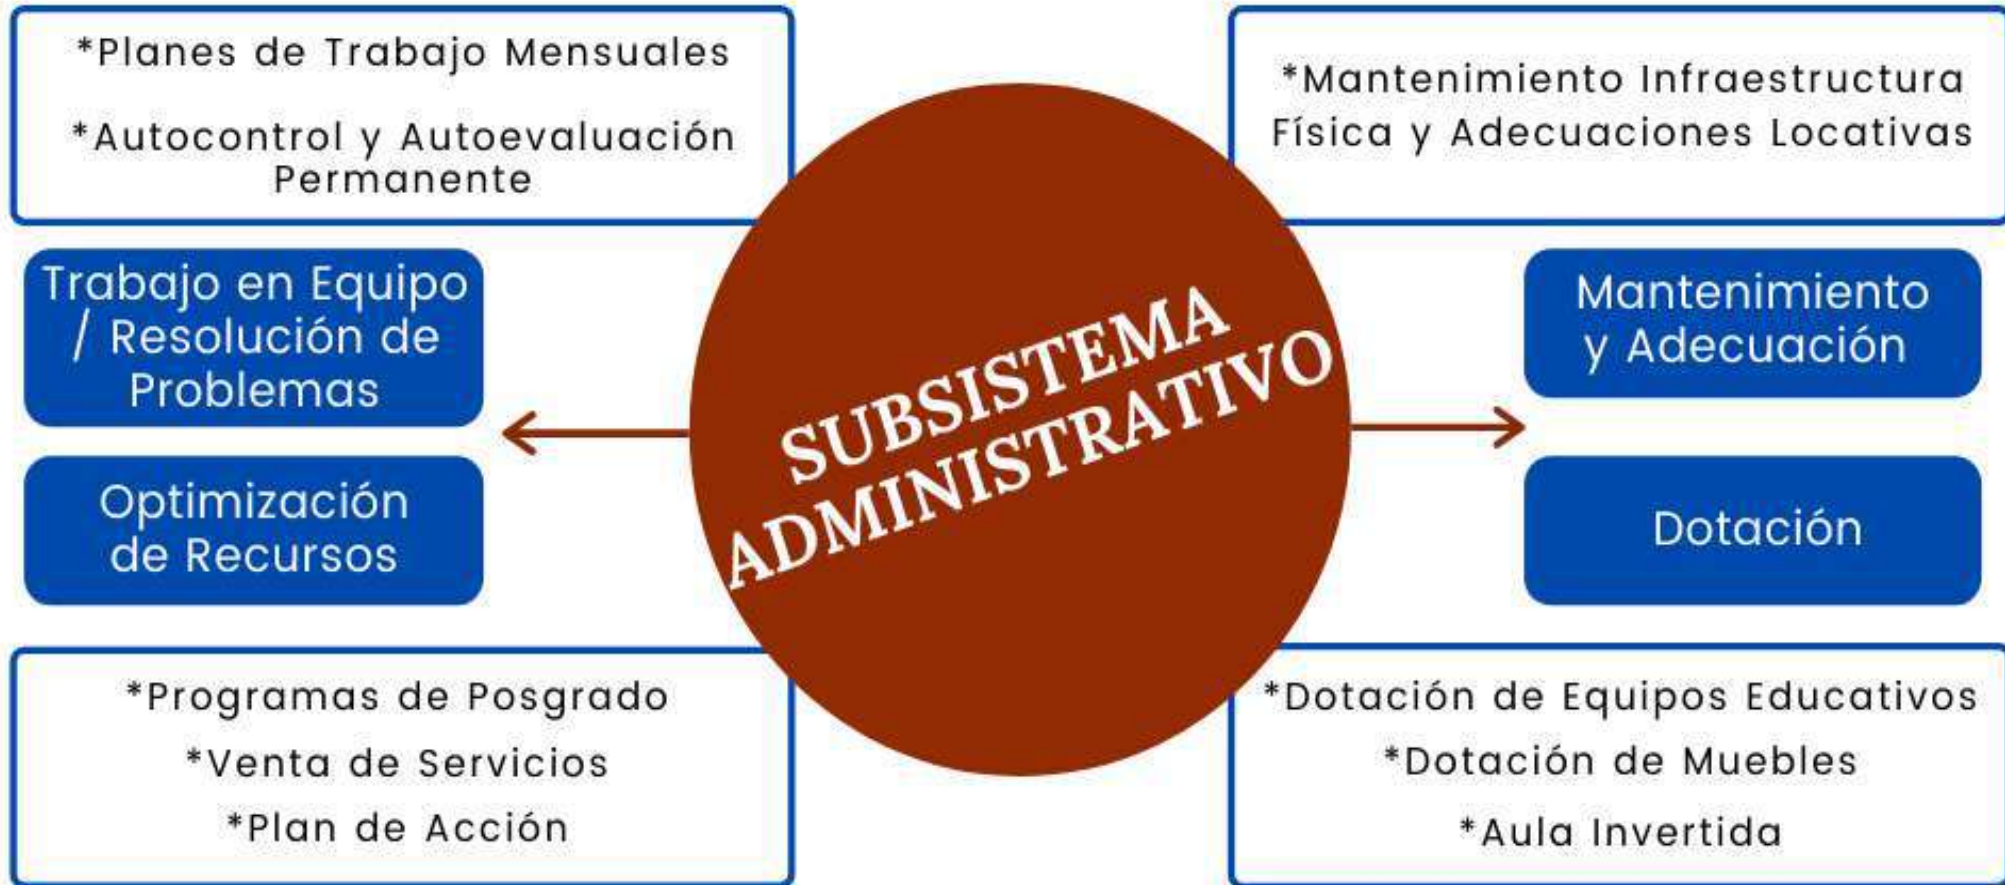 *Planes de Trabajo Mensuales
*Autocontrol y Autoevaluación
Permanente
Trabajo en Equipo
/ Resolución de
Problemas
Optimización
de Recursos
*Programas de Posgrado
*Venta de Servicios
*Plan de Acción
SUBSISTEMA
ADMINISTRATIVO
*Mantenimiento Infraestructura
Física y Adecuaciones Locativas
Mantenimiento
y Adecuación
Dotación
*Dotación de Equipos Educativos
*Dotación de Muebles
*Aula Invertida